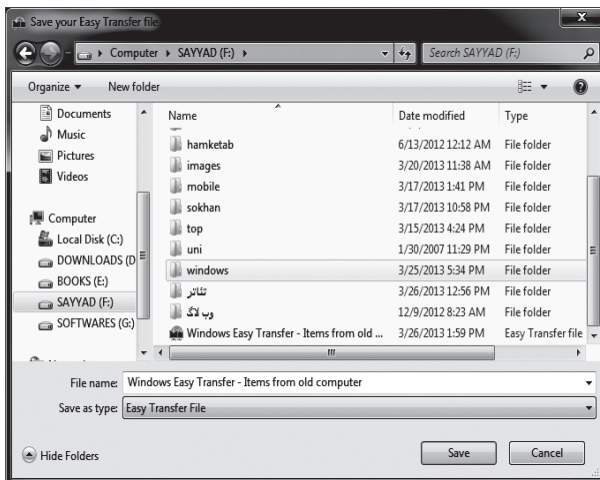 Save your Easy Transfer file
Computer SAYYAD (F:) Search SAYYAD (F:)
Organize New folder
Documents
Music
Pictures
Videos
Computer
Local Disk (C:)
DOWNLOADS (D
BOOKS (E:)
SAYYAD (F:)
SOFTWARES (G:)
Name Date modified Type
hamketab 6/13/2012 12:12 AM File folder
images 3/20/2013 11:38 AM File folder
mobile 3/17/2013 1:41 PM File folder
sokhan 3/17/2013 10:58 PM File folder
top 3/15/2013 4:24 PM File folder
uni 1/30/2007 11:29 PM File folder
windows 3/25/2013 5:34 PM File folder
تئاتر 3/26/2013 12:56 PM File folder
وب لاگ 12/9/2012 8:23 AM File folder
Windows Easy Transfer - Items from old ... 3/26/2013 1:59 PM Easy Transfer file
File name: Windows Easy Transfer - Items from old computer
Save as type: Easy Transfer File
Hide Folders Save Cancel